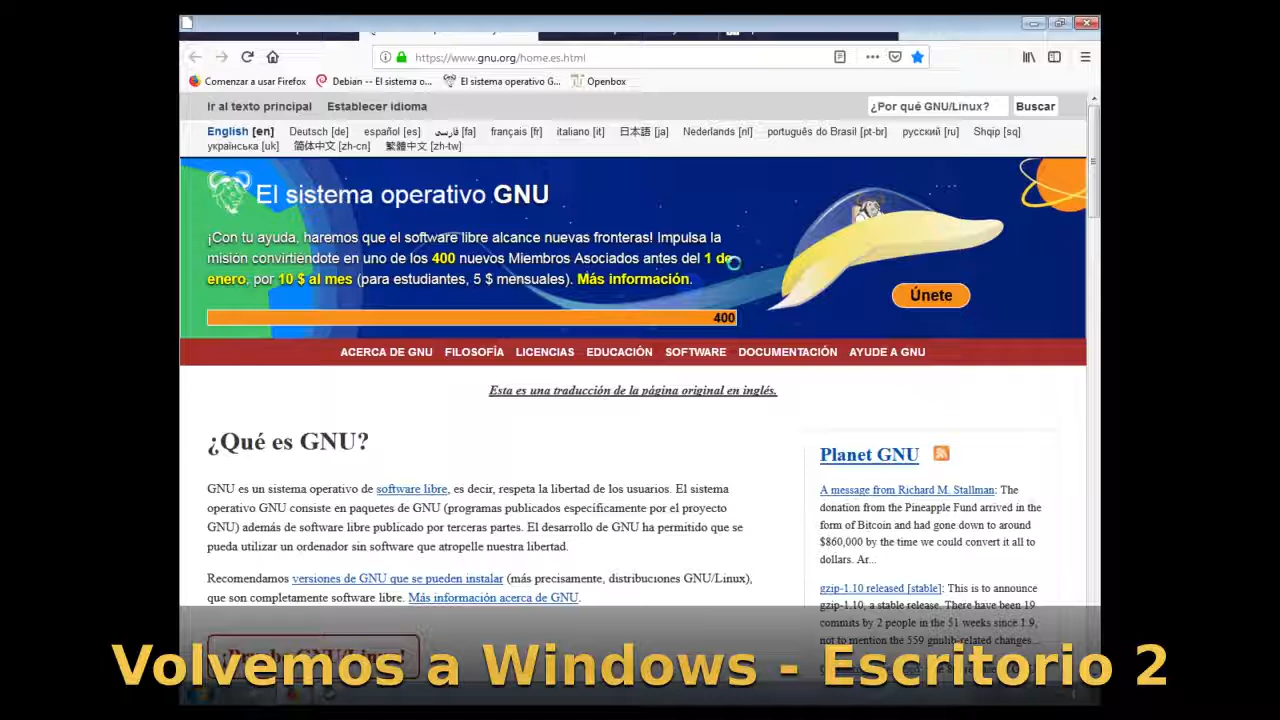 https://www.gnu.org/home.es.html
Comenzar a usar Firefox Debian -- El sistema o... El sistema operativo G... Openbox
Ir al texto principal Establecer idioma ¿Por qué GNU/Linux? Buscar
English [en] Deutsch [de] español [es] فارسی [fa] français [fr] italiano [it] 日本語 [ja] Nederlands [nl] português do Brasil [pt-br] русский [ru] Shqip [sq]
українська [uk] 简体中文 [zh-cn] 繁體中文 [zh-tw]
El sistema operativo GNU
¡Con tu ayuda, haremos que el software libre alcance nuevas fronteras! Impulsa la
misión convirtiéndote en uno de los 400 nuevos Miembros Asociados antes del 1 de
enero, por 10 $ al mes (para estudiantes, 5 $ mensuales). Más información.
Únete
400
ACERCA DE GNU FILOSOFÍA LICENCIAS EDUCACIÓN SOFTWARE DOCUMENTACIÓN AYUDE A GNU
Esta es una traducción de la página original en inglés.
¿Qué es GNU?
GNU es un sistema operativo de software libre, es decir, respeta la libertad de los usuarios. El sistema
operativo GNU consiste en paquetes de GNU (programas publicados específicamente por el proyecto
GNU) además de software libre publicado por terceras partes. El desarrollo de GNU ha permitido que se
pueda utilizar un ordenador sin software que atropelle nuestra libertad.
Recomendamos versiones de GNU que se pueden instalar (más precisamente, distribuciones GNU/Linux),
que son completamente software libre. Más información acerca de GNU.
Planet GNU
A message from Richard M. Stallman: The
donation from the Pineapple Fund arrived in the
form of Bitcoin and had gone down to around
$860,000 by the time we could convert it all to
dollars. Ar...
gzip-1.10 released [stable]: This is to announce
gzip-1.10, a stable release. There have been 19
commits by 2 people in the 51 weeks since 1.9,
not to mention the 559 gnulib-related changes...
Volvemos a Windows - Escritorio 2